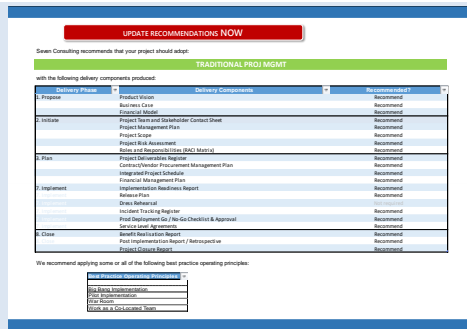 UPDATE RECOMMENDATIONS NOW
Seven Consulting recommends that your project should adopt:
TRADITIONAL PROJ MGMT
with the following delivery components produced:
Delivery Phase Delivery Components Recommended?
1. Propose Product Vision Recommend
Business Case Recommend
Financial Model Recommend
2. Initiate Project Team and Stakeholder Contact Sheet Recommend
Project Management Plan Recommend
Project Scope Recommend
Project Risk Assessment Recommend
Roles and Responsibilities (RACI Matrix) Recommend
3. Plan Project Deliverables Register Recommend
Contract/Vendor Procurement Management Plan Recommend
Integrated Project Schedule Recommend
Financial Management Plan Recommend
7. Implement Implementation Readiness Report Recommend
Release Plan Recommend
Dress Rehearsal
Incident Tracking Register Recommend
Prod Deployment Go / No-Go Checklist & Approval Recommend
Service Level Agreements Recommend
8. Close Benefit Realisation Report Recommend
Post Implementation Report / Retrospective Recommend
Project Closure Report Recommend
We recommend applying some or all of the following best practice operating principles:
Best Practice Operating Principles
Big Bang Implementation
Pilot Implementation
War Room
Work as a Co-Located Team